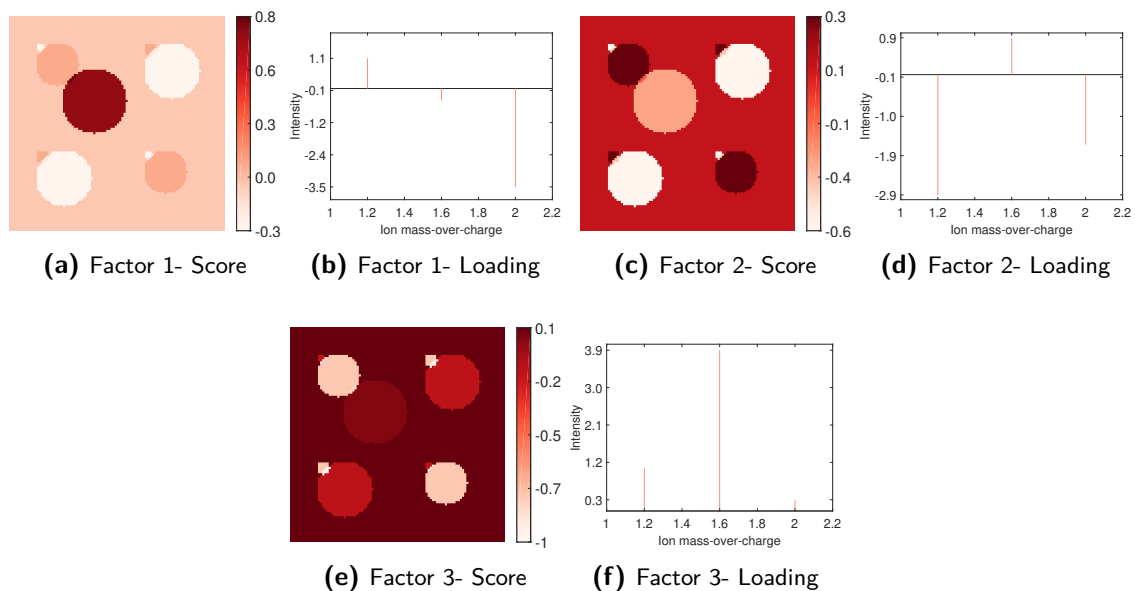 0.8
0.6
0.3
0.0
-0.3
1.1
-0.1
-1.2
-2.4
-3.5
Intensity
1 1.2 1.4 1.6 1.8 2 2.2
Ion mass-over-charge
0.3
0.1
-0.1
-0.4
-0.6
0.9
-0.1
-1.0
-1.9
-2.9
Intensity
1 1.2 1.4 1.6 1.8 2 2.2
Ion mass-over-charge
(a) Factor 1- Score
(b) Factor 1- Loading
(c) Factor 2- Score
(d) Factor 2- Loading
0.1
-0.2
-0.5
-0.7
-1
3.9
3.0
2.1
1.2
0.3
Intensity
1 1.2 1.4 1.6 1.8 2 2.2
Ion mass-over-charge
(e) Factor 3- Score
(f) Factor 3- Loading